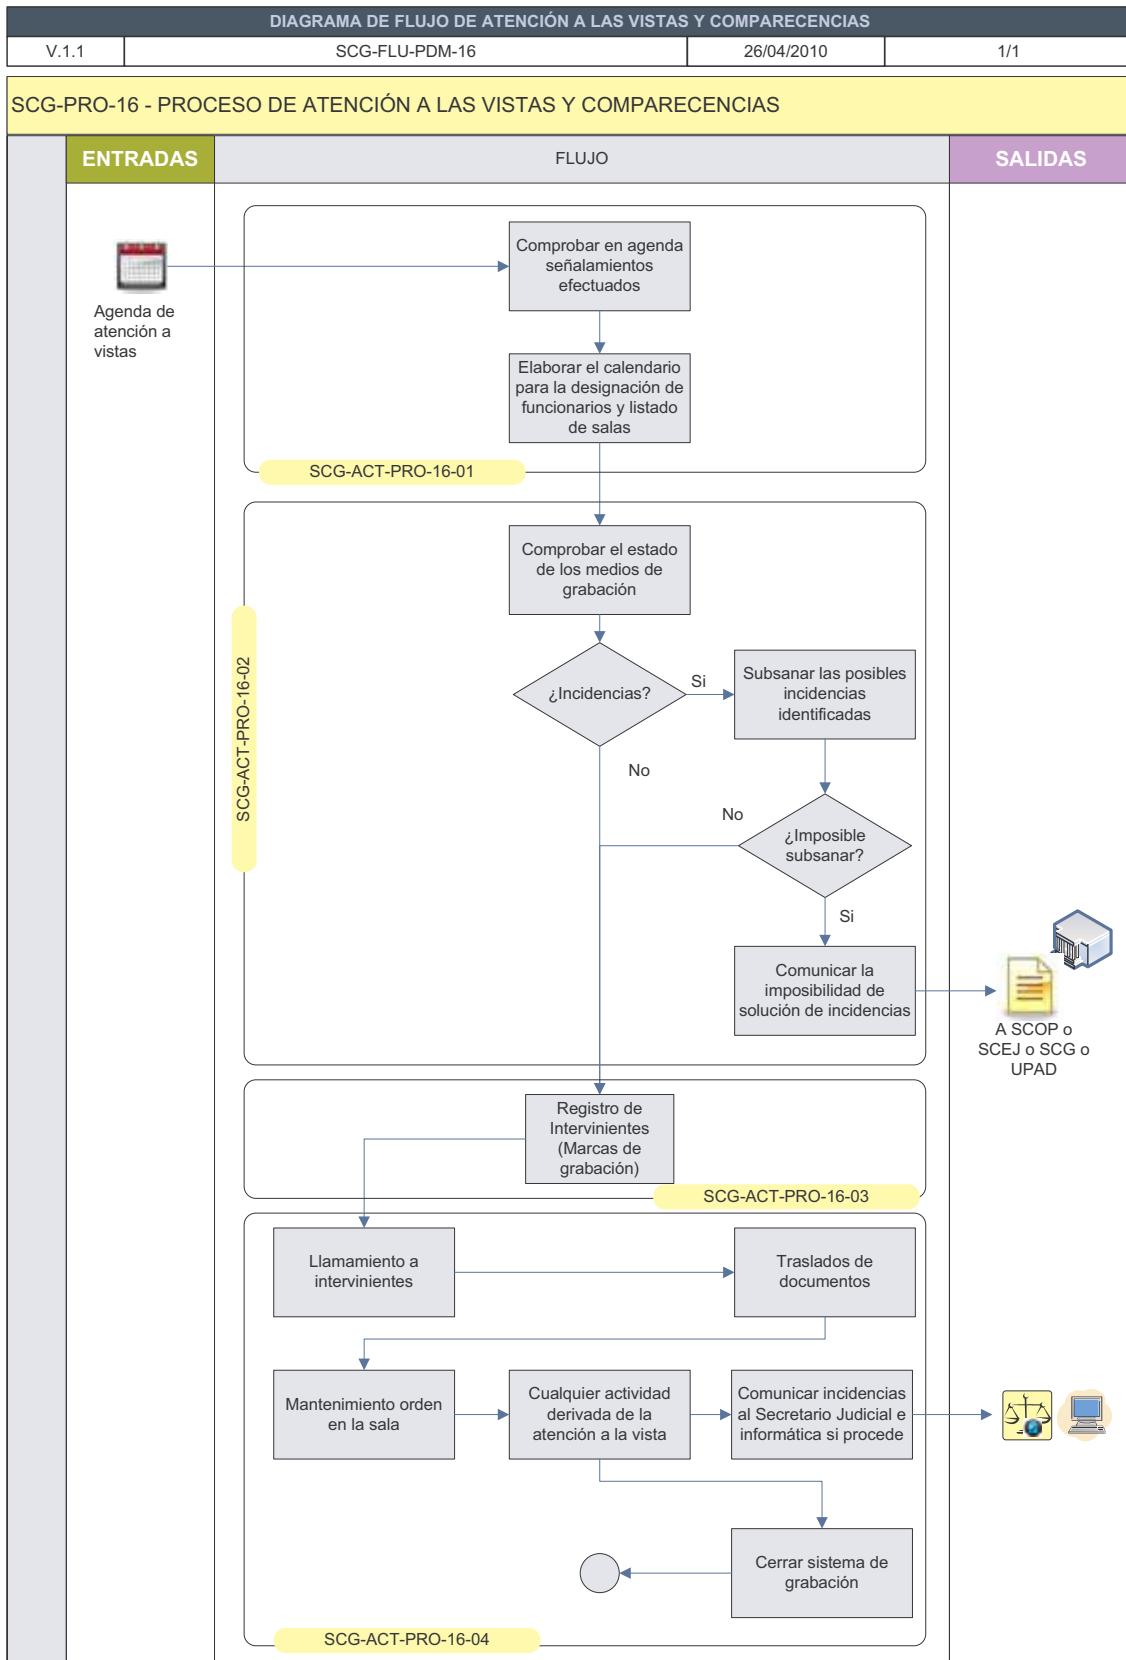 DIAGRAMA DE FLUJO DE ATENCIÓN A LAS VISTAS Y COMPARECENCIAS
V.1.1
SCG-FLU-PDM-16
26/04/2010
1/1
SCG-PRO-16 - PROCESO DE ATENCIÓN A LAS VISTAS Y COMPARECENCIAS
ENTRADAS
FLUJO
SALIDAS
Agenda de
atención a
vistas
Comprobar en agenda
señalamientos
efectuados
Elaborar el calendario
para la designación de
funcionarios y listado
de salas
SCG-ACT-PRO-16-01
Comprobar el estado
de los medios de
grabación
SCG-ACT-PRO-16-02
¿Incidencias?
Si
Subsanar las posibles
incidencias
identificadas
No
No
¿Imposible
subsanar?
Si
Comunicar la
imposibilidad de
solución de incidencias
A SCOP o
SCEJ o SCG o
UPAD
Registro de
Intervinientes
(Marcas de
grabación)
SCG-ACT-PRO-16-03
Llamamiento a
intervinientes
Traslados de
documentos
Mantenimiento orden
en la sala
Cualquier actividad
derivada de la
atención a la vista
Comunicar incidencias
al Secretario Judicial e
informática si procede
Cerrar sistema de
grabación
SCG-ACT-PRO-16-04